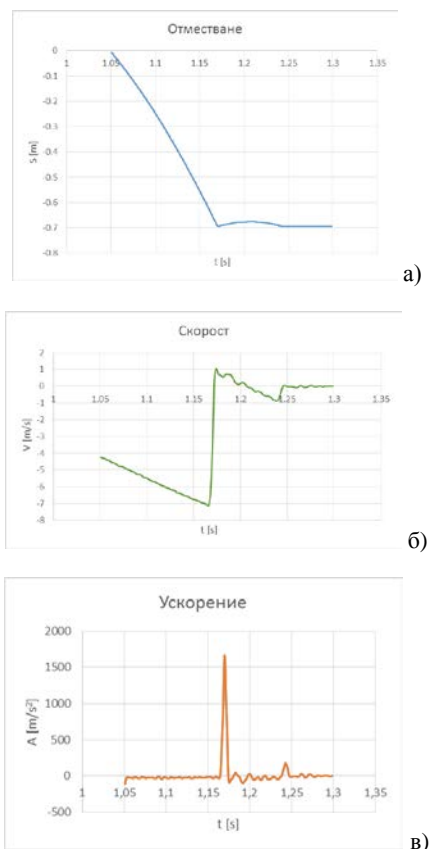 Отместване
0
1 1.05 1.1 1.15 1.2 1.25 1.3 1.35
-0.1
-0.2
-0.3
-0.4
-0.5
-0.6
-0.7
-0.8
S [m]
t [s]
а)
Скорост
2
1
0
1 1.05 1.1 1.15 1.2 1.25 1.3 1.35
-1
-2
-3
-4
-5
-6
-7
-8
V [m/s]
t [s]
б)
Ускорение
2000
1500
1000
500
0
1 1,05 1,1 1,15 1,2 1,25 1,3 1,35
-500
A [m/s²]
t [s]
в)